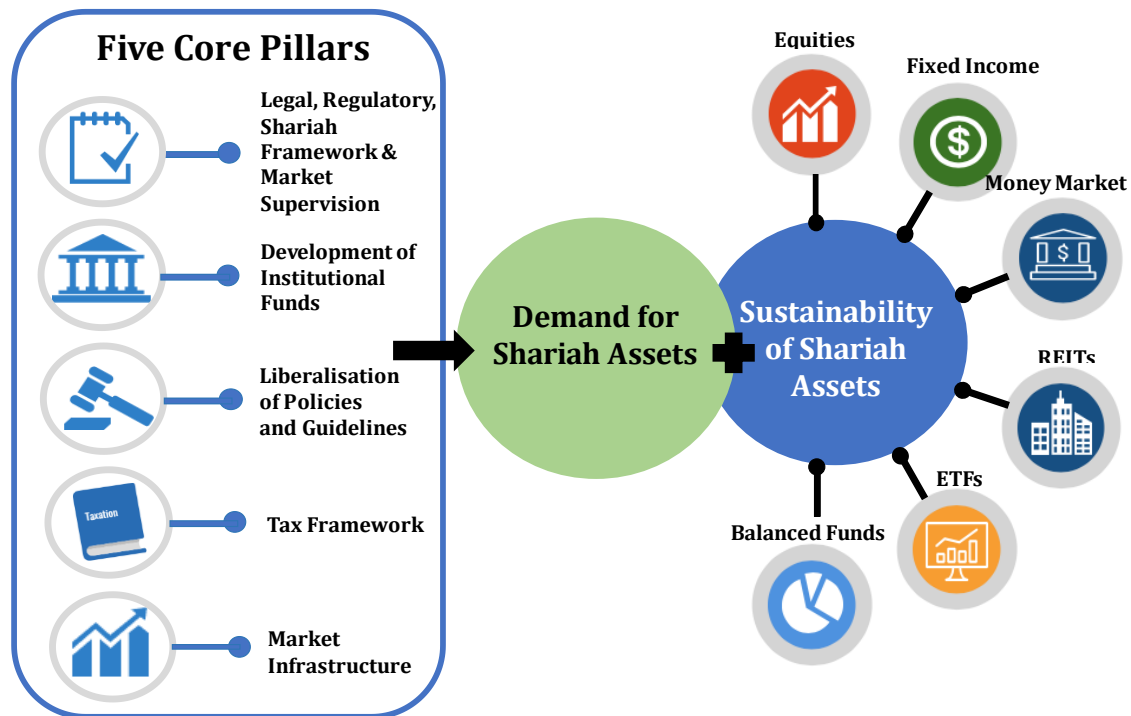 Five Core Pillars
Legal, Regulatory,
Shariah
Framework &
Market
Supervision
Development of
Institutional
Funds
Liberalisation
of Policies
and Guidelines
Taxation
Tax Framework
Market
Infrastructure
Demand for
Shariah Assets
Sustainability
of Shariah
Assets
Equities
Fixed Income
$
Money Market
$
REITs
ETFs
Balanced Funds